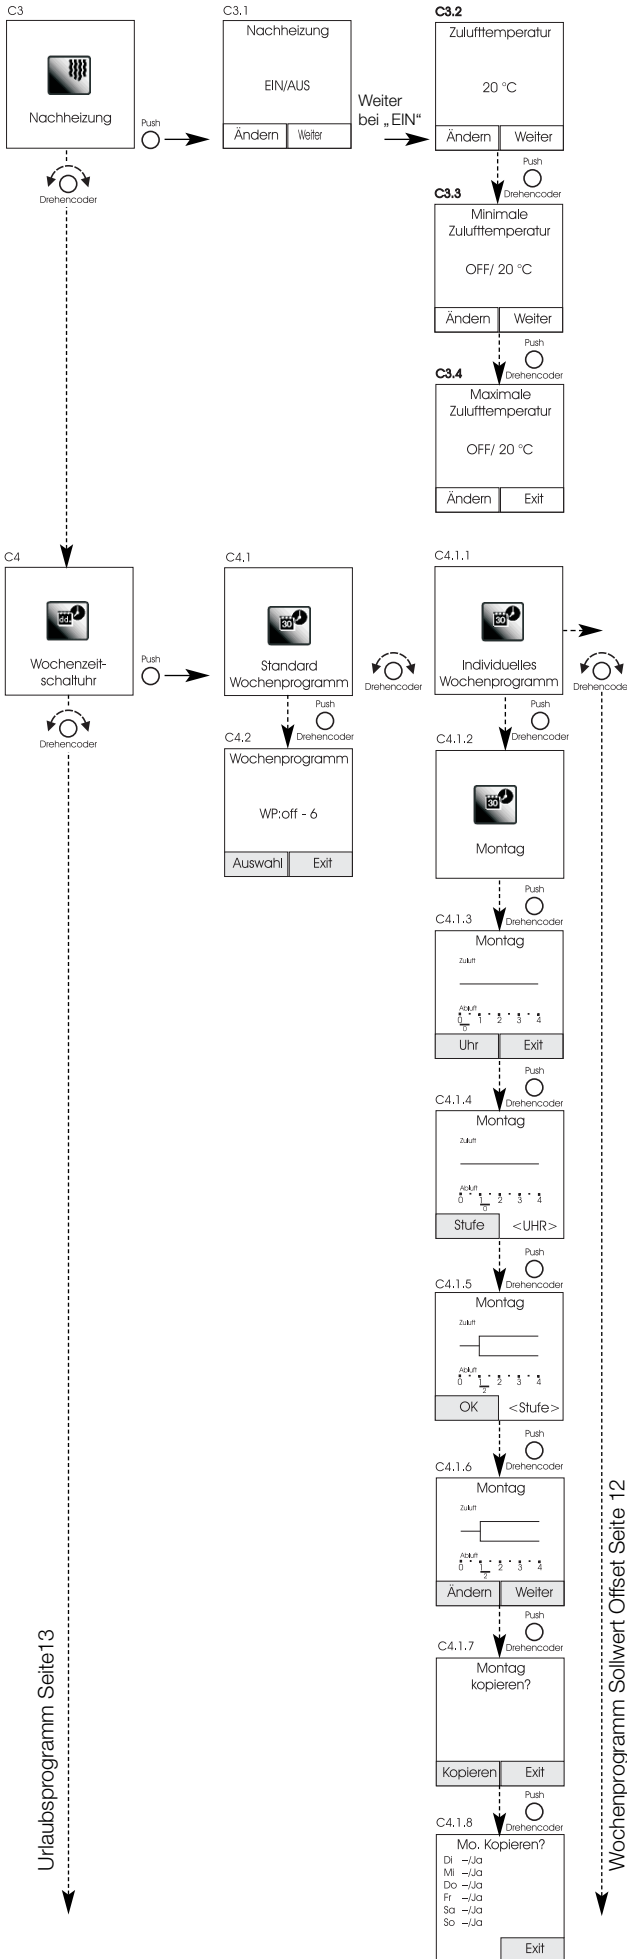 C3
Nachheizung
Push
Drehencoder
C3.1
Nachheizung
EIN/AUS
Ändern Weiter
Weiter
bei „EIN“
C3.2
Zulufttemperatur
20 °C
Ändern Weiter
Push
Drehencoder
C3.3
Minimale
Zulufttemperatur
OFF/ 20 °C
Ändern Weiter
Push
Drehencoder
C3.4
Maximale
Zulufttemperatur
OFF/ 20 °C
Ändern Exit
C4
dd.
Wochenzeit-
schaltuhr
Push
Drehencoder
C4.1
30
Standard
Wochenprogramm
Drehencoder
Push
Drehencoder
C4.2
Wochenprogramm
WP:off - 6
Auswahl Exit
C4.1.1
30
Individuelles
Wochenprogramm
Drehencode
Push
Drehencoder
C4.1.2
30
Montag
Push
Drehencoder
C4.1.3
Montag
Zuluft
Abluft
0 1 2 3 4
0
Uhr Exit
Push
Drehencoder
C4.1.4
Montag
Zuluft
Abluft
0 1 2 3 4
0
Stufe <UHR>
Push
Drehencoder
C4.1.5
Montag
Zuluft
Abluft
0 1 2 3 4
2
OK <Stufe>
Push
Drehencoder
C4.1.6
Montag
Zuluft
Abluft
0 1 2 3 4
2
Ändern Weiter
Push
Drehencoder
C4.1.7
Montag
kopieren?
Kopieren Exit
Push
Drehencoder
C4.1.8
Mo. Kopieren?
Di –/Ja
Mi –/Ja
Do –/Ja
Fr –/Ja
Sa –/Ja
So –/Ja
Exit
Urlaubsprogramm Seite13
Wochenprogramm Sollwert Offset Seite 12